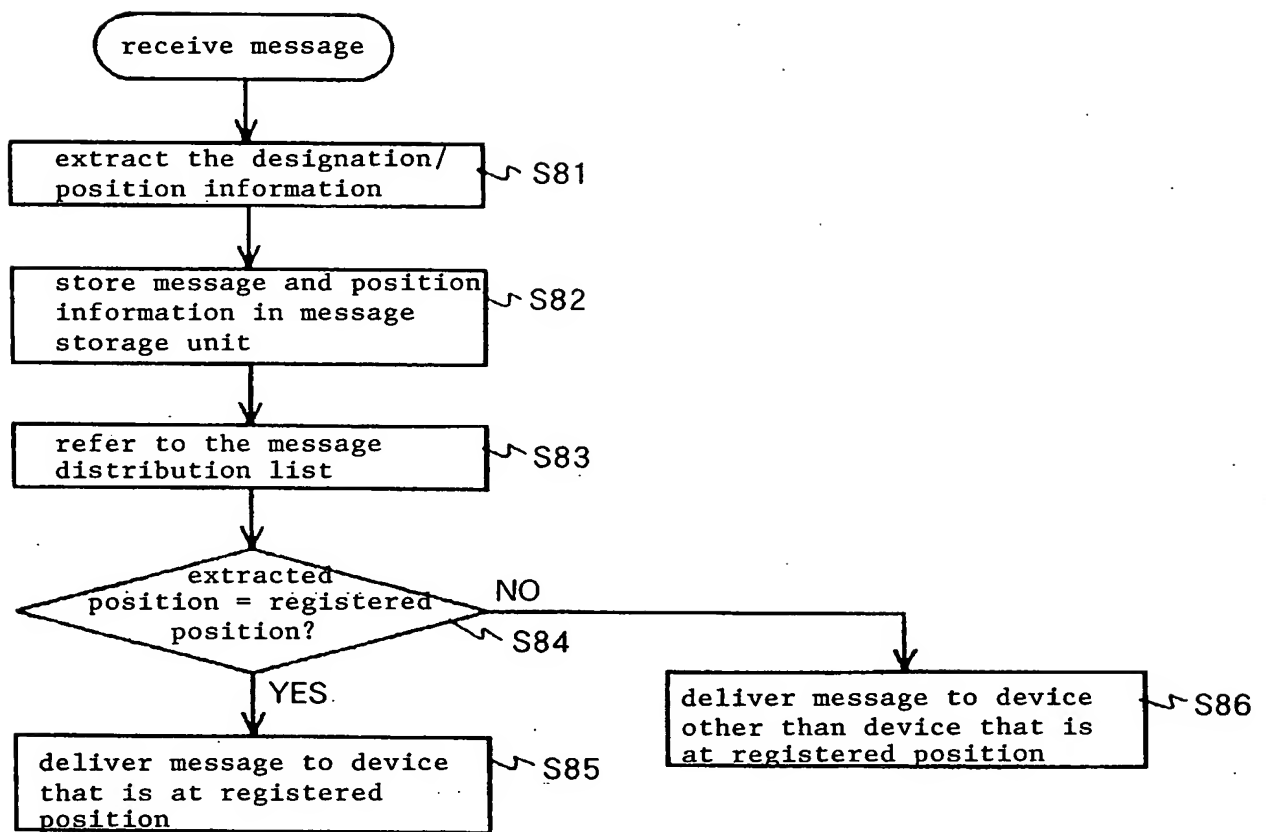 receive message
extract the designation/
position information
S81
store message and position
information in message
storage unit
S82
refer to the message
distribution list
S83
extracted
position = registered
position?
S84
NO
YES
deliver message to device
that is at registered
position
S85
deliver message to device
other than device that is
at registered position
S86